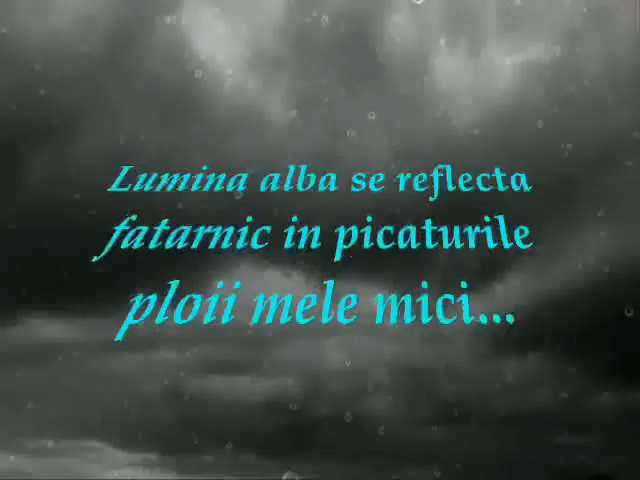 Lumina alba se reflecta
fatarnic in picaturile
ploii mele mici...